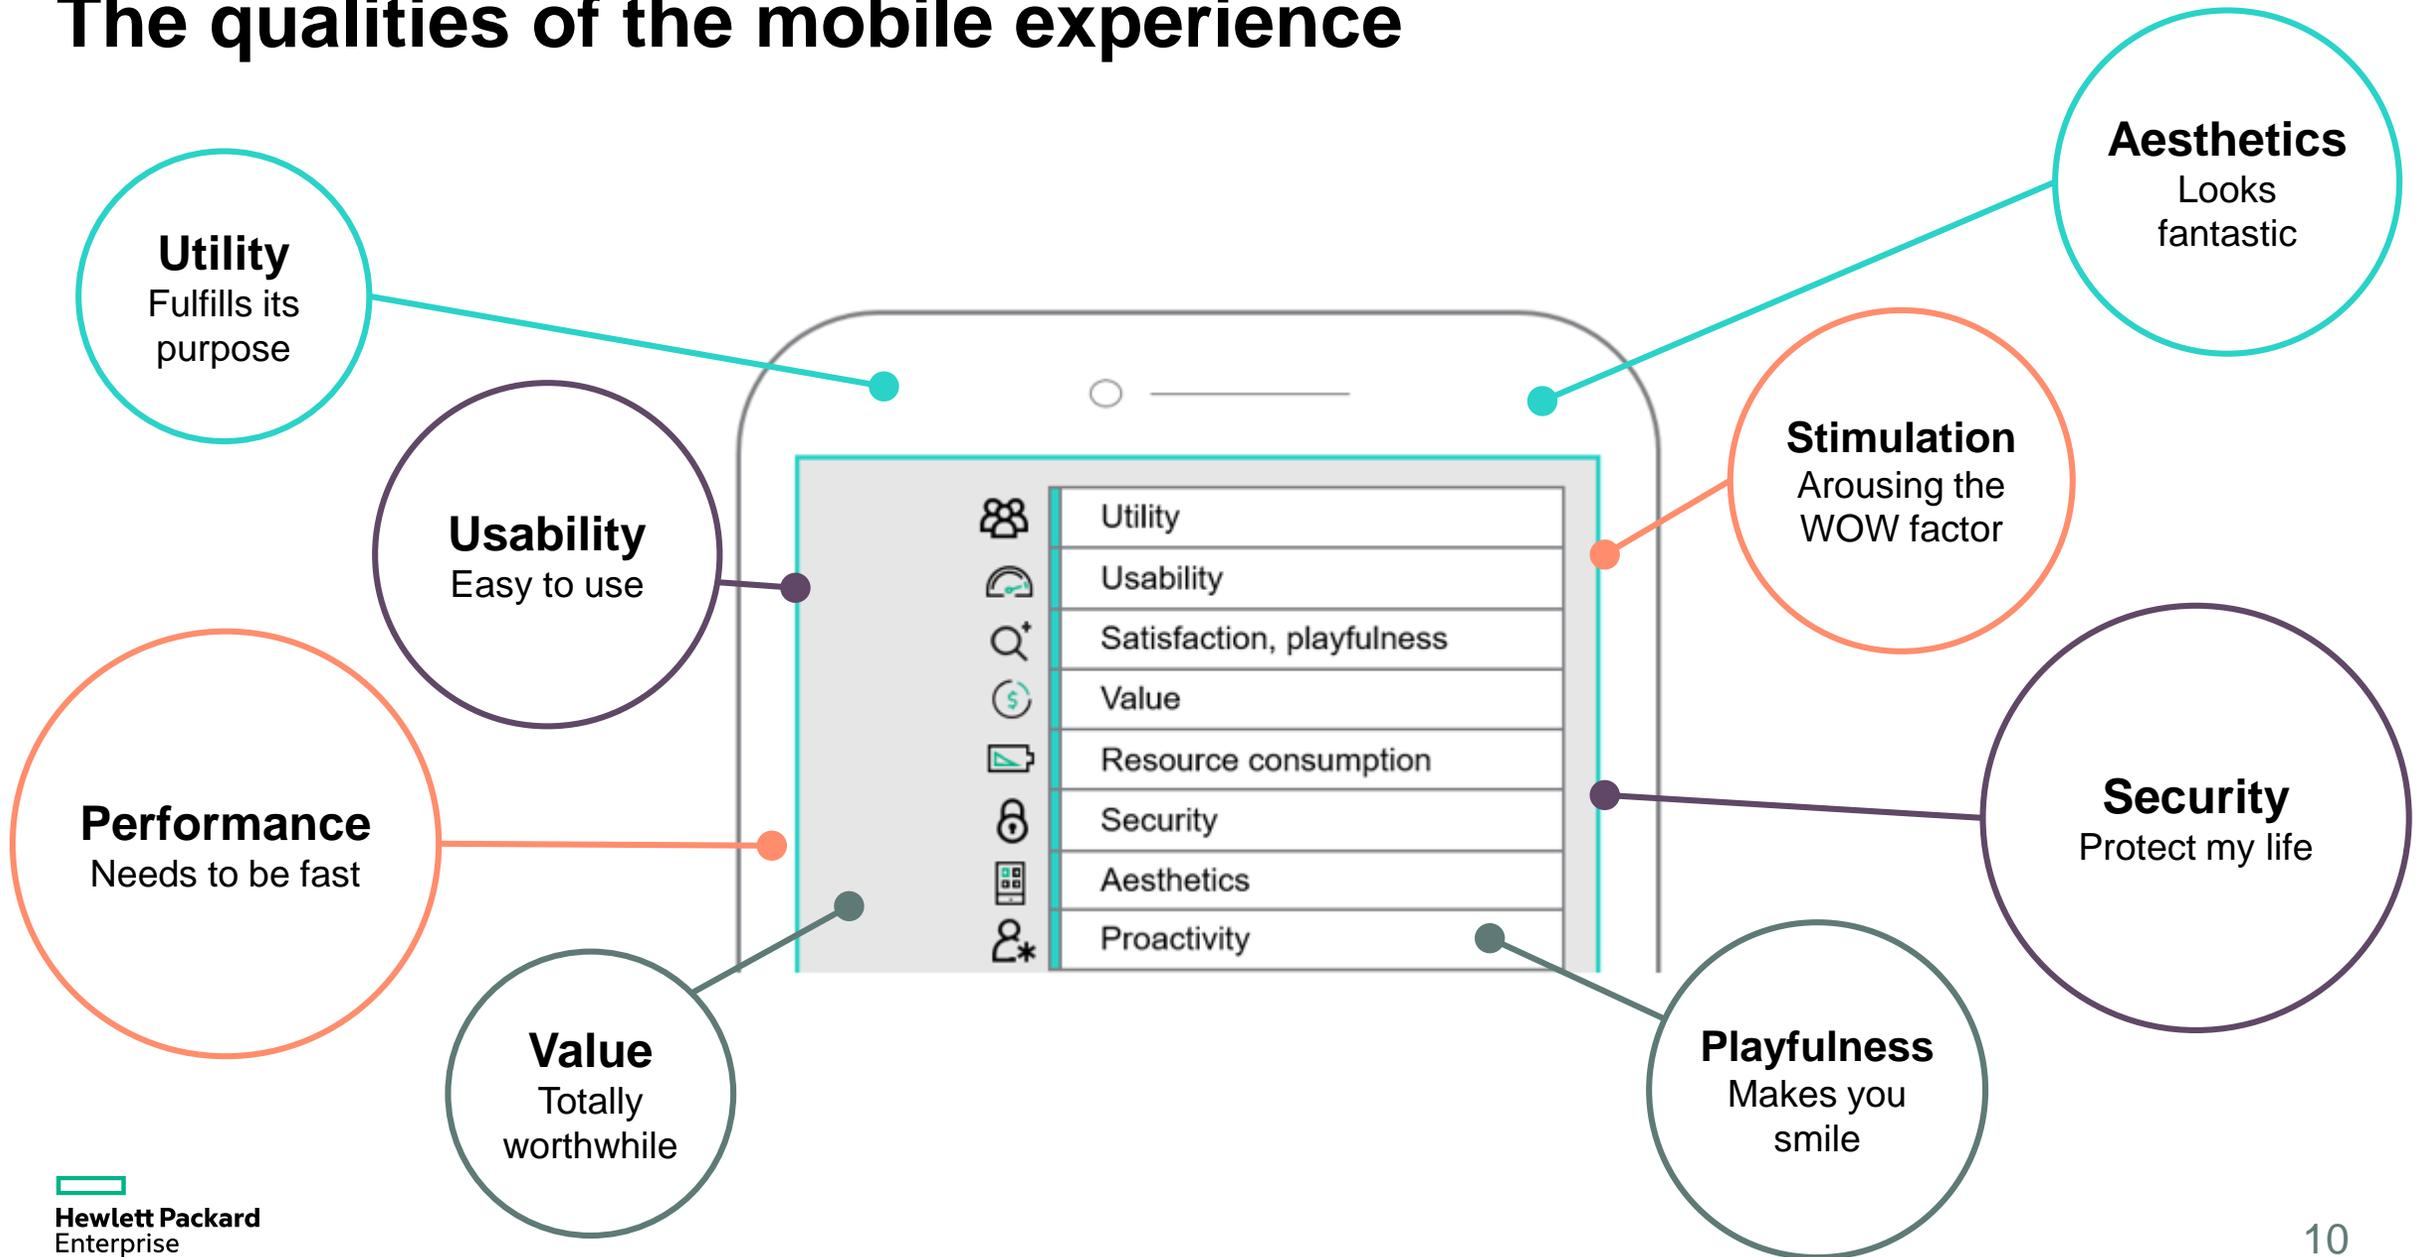 The qualities of the mobile experience
Aesthetics
Looks
fantastic
Utility
Fulfills its
purpose
Stimulation
Arousing the
WOW factor
Usability
Easy to use
Utility
Usability
Satisfaction, playfulness
Value
Resource consumption
Security
Aesthetics
Proactivity
Performance
Needs to be fast
Security
Protect my life
Value
Totally
worthwhile
Playfulness
Makes you
smile
Hewlett Packard
Enterprise
10